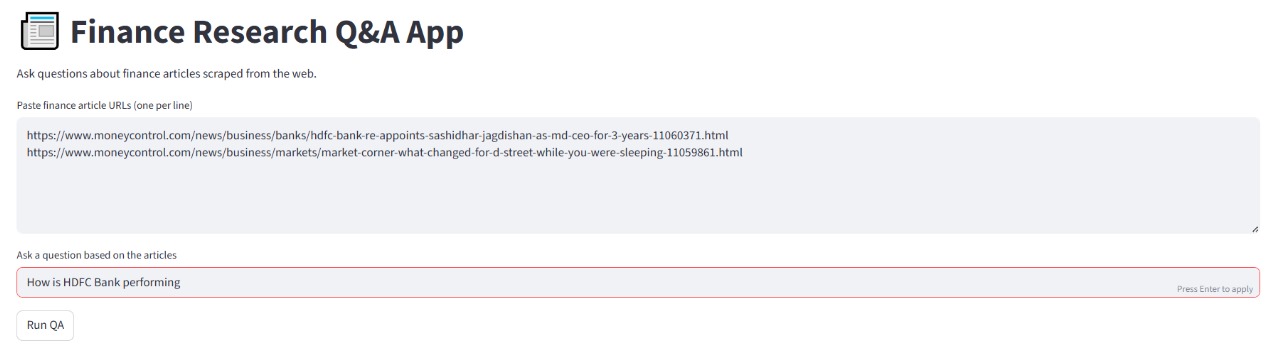 Finance Research Q&A App
Ask questions about finance articles scraped from the web.
Paste finance article URLs (one per line)
https://www.moneycontrol.com/news/business/banks/hdfc-bank-re-appoints-sashidhar-jagdishan-as-md-ceo-for-3-years-11060371.html
https://www.moneycontrol.com/news/business/markets/market-corner-what-changed-for-d-street-while-you-were-sleeping-11059861.html
Ask a question based on the articles
How is HDFC Bank performing
Press Enter to apply
Run QA